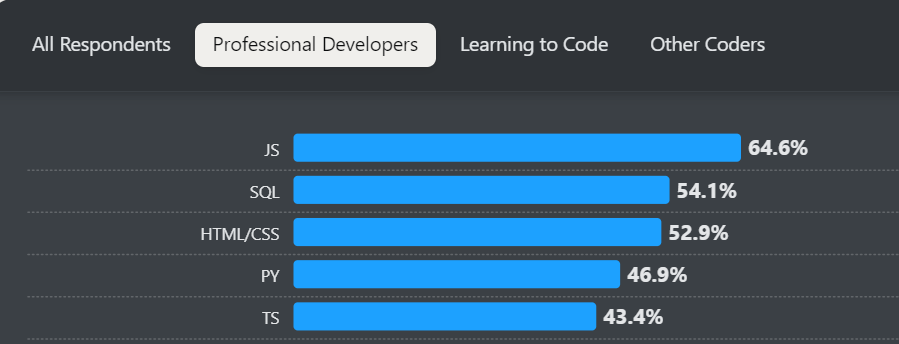 All Respondents Professional Developers Learning to Code Other Coders
JS 64.6%
SQL 54.1%
HTML/CSS 52.9%
PY 46.9%
TS 43.4%